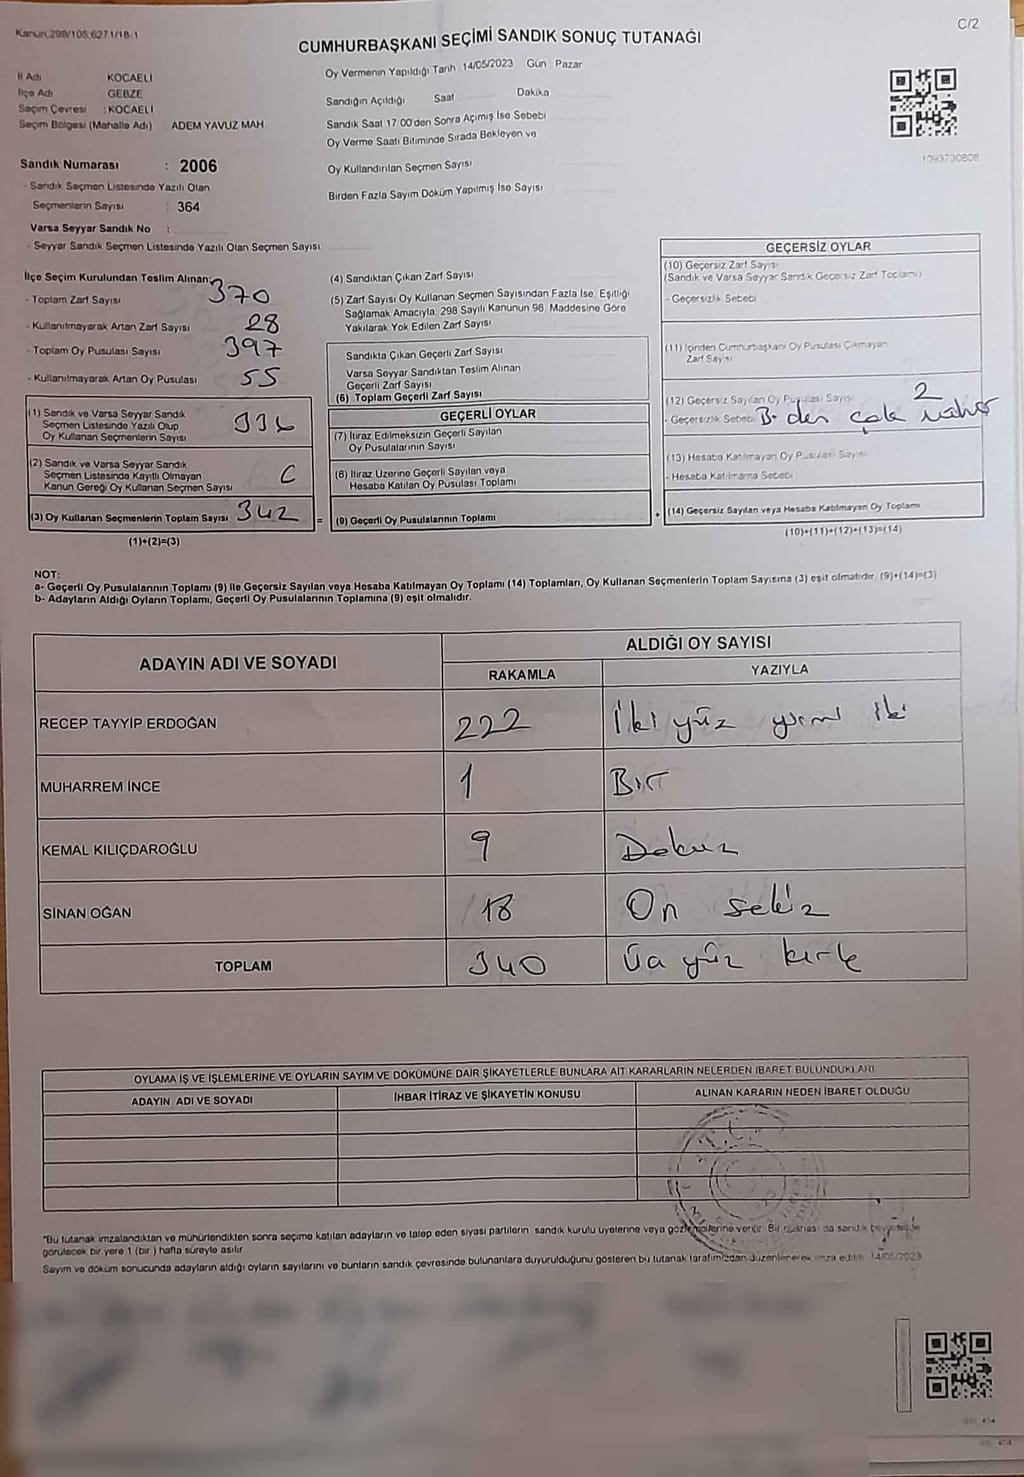 Kanun.298/105,6271/18-1
C/2
CUMHURBAŞKANI SEÇİMİ SANDIK SONUÇ TUTANAĞI
İl Adı KOCAELİ
İlçe Adı GEBZE
Seçim Çevresi : KOCAELİ
Seçim Bölgesi (Mahalle Adı) ADEM YAVUZ MAH
Sandık Numarası : 2006
- Sandık Seçmen Listesinde Yazılı Olan
Seçmenlerin Sayısı : 364
Varsa Seyyar Sandık No :
- Seyyar Sandık Seçmen Listesinde Yazılı Olan Seçmen Sayısı
Oy Vermenin Yapıldığı Tarih 14/05/2023 Gün Pazar
Sandığın Açıldığı Saat Dakika
Sandık Saat 17.00'den Sonra Açımış İse Sebebi
Oy Verme Saati Bitiminde Sırada Bekleyen ve
Oy Kullandırılan Seçmen Sayısı
Birden Fazla Sayım Döküm Yapılmış İse Sayısı
1093730808
İlçe Seçim Kurulundan Teslim Alınan:
- Toplam Zarf Sayısı 370
- Kullanılmayarak Artan Zarf Sayısı 28
- Toplam Oy Pusulası Sayısı 397
- Kullanılmayarak Artan Oy Pusulası 55
(1) Sandık ve Varsa Seyyar Sandık
Seçmen Listesinde Yazılı Olup
Oy Kullanan Seçmenlerin Sayısı
(2) Sandık ve Varsa Seyyar Sandık
Seçmen Listesinde Kayıtlı Olmayan
Kanun Gereği Oy Kullanan Seçmen Sayısı
(3) Oy Kullanan Seçmenlerin Toplam Sayısı 342
(1)+(2)=(3)
=
(4) Sandıktan Çıkan Zarf Sayısı
(5) Zarf Sayısı Oy Kullanan Seçmen Sayısından Fazla İse, Eşitliği
Sağlamak Amacıyla, 298 Sayılı Kanunun 98. Maddesine Göre
Yakılarak Yok Edilen Zarf Sayısı
Sandıkta Çıkan Geçerli Zarf Sayısı
Varsa Seyyar Sandıktan Teslim Alınan
Geçerli Zarf Sayısı
(6) Toplam Geçerli Zarf Sayısı
GEÇERLİ OYLAR
(7) İtiraz Edilmeksizin Geçerli Sayılan
Oy Pusulalarının Sayısı
(8) İtiraz Üzerine Geçerli Sayılan veya
Hesaba Katılan Oy Pusulası Toplamı
(9) Geçerli Oy Pusulalarının Toplamı
+
GEÇERSİZ OYLAR
(10) Geçersiz Zarf Sayısı
(Sandık ve Varsa Seyyar Sandık Geçersiz Zarf Toplamı)
- Geçersizlik Sebebi
(11) İçinden Cumhurbaşkanı Oy Pusulası Çıkmayan
Zarf Sayısı
(12) Geçersiz Sayılan Oy Pusulası Sayısı 2
- Geçersizlik Sebebi den çok
(13) Hesaba Katılmayan Oy Pusulası Sayısı
- Hesaba Katılmama Sebebi
(14) Geçersiz Sayılan veya Hesaba Katılmayan Oy Toplamı
(10)+(11)+(12)+(13)=(14)
NOT:
a- Geçerli Oy Pusulalarının Toplamı (9) ile Geçersiz Sayılan veya Hesaba Katılmayan Oy Toplamı (14) Toplamları, Oy Kullanan Seçmenlerin Toplam Sayısına (3) eşit olmalıdır. (9)+(14)=(3)
b- Adayların Aldığı Oyların Toplamı, Geçerli Oy Pusulalarının Toplamına (9) eşit olmalıdır.
ADAYIN ADI VE SOYADI ALDIĞI OY SAYISI
RAKAMLA YAZIYLA
RECEP TAYYİP ERDOĞAN 222 İki yüz yirmi iki
MUHARREM İNCE 1 Bir
KEMAL KILIÇDAROĞLU 9 Dokuz
SİNAN OĞAN 18 On sekiz
TOPLAM 340 Üç yüz kırk
OYLAMA İŞ VE İŞLEMLERİNE VE OYLARIN SAYIM VE DÖKÜMÜNE DAİR ŞİKAYETLERLE BUNLARA AİT KARARLARIN NELERDEN İBARET BULUNDUKLARI
ADAYIN ADI VE SOYADI İHBAR İTİRAZ VE ŞİKAYETİN KONUSU ALINAN KARARIN NEDEN İBARET OLDUĞU
*Bu tutanak imzalandıktan ve mühürlendikten sonra seçime katılan adayların ve talep eden siyasi partilerin sandık kurulu üyelerine veya gözlemcilerine verilir. Bir nüshası da sandık
görülecek bir yere 1 (bir) hafta süreyle asılır.
Sayım ve döküm sonucunda adayların aldığı oyların sayılarını ve bunların sandık çevresinde bulunanlara duyurulduğunu gösteren bu tutanak tarafımızdan düzenlenerek imza edildi. 14/05/2023